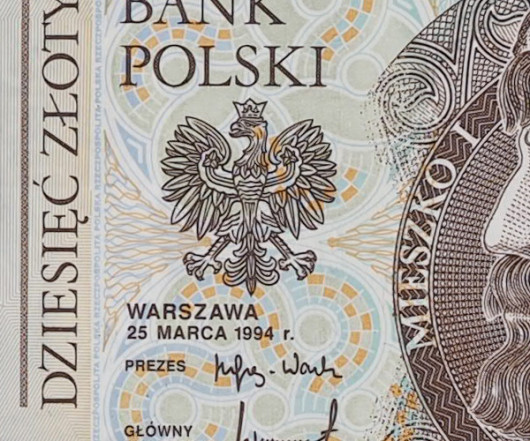 BANK
POLSKI
DZIESIĘĆ ZŁOTY
MIESZKO I
WARSZAWA
25 MARCA 1994 r.
PREZES
GŁÓWNY